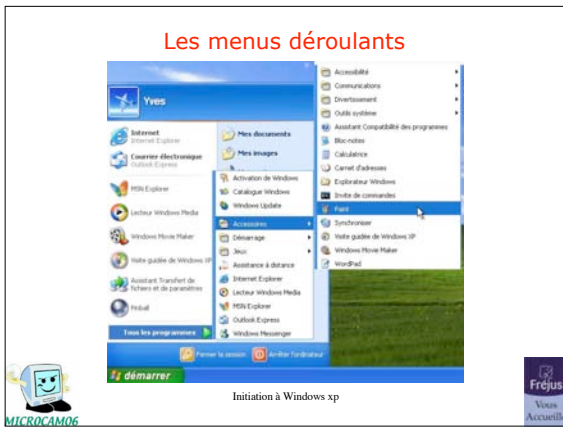 Les menus déroulants
Yves
Internet
Internet Explorer
Courrier électronique
Outlook Express
MSN Explorer
Lecteur Windows Media
Windows Movie Maker
Visite guidée de Windows XP
Assistant Transfert de
fichiers et de paramètres
Pinball
Tous les programmes
Mes documents
Mes images
Activation de Windows
Catalogue Windows
Windows Update
Accessoires
Démarrage
Jeux
Assistance à distance
Internet Explorer
Lecteur Windows Media
MSN Explorer
Outlook Express
Windows Messenger
Accessibilité
Communications
Divertissement
Outils système
Assistant Compatibilité des programmes
Bloc-notes
Calculatrice
Carnet d'adresses
Explorateur Windows
Invite de commandes
Paint
Synchroniser
Visite guidée de Windows XP
Windows Movie Maker
WordPad
Fermer la session
Arrêter l'ordinateur
démarrer
Initiation à Windows xp
MICROCAM06
Fréjus
Vous
Accueille